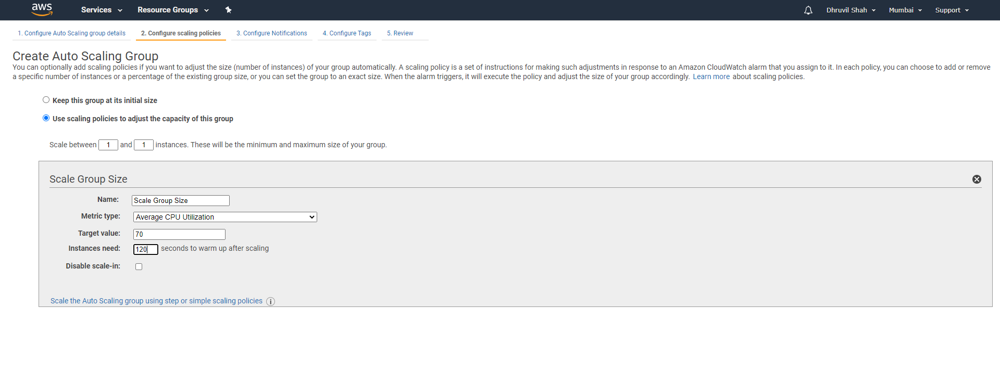 aws Services Resource Groups Dhruvil Shah Mumbai Support
1. Configure Auto Scaling group details 2. Configure scaling policies 3. Configure Notifications 4. Configure Tags 5. Review
Create Auto Scaling Group
You can optionally add scaling policies if you want to adjust the size (number of instances) of your group automatically. A scaling policy is a set of instructions for making such adjustments in response to an Amazon CloudWatch alarm that you assign to it. In each policy, you can choose to add or remove
a specific number of instances or a percentage of the existing group size, or you can set the group to an exact size. When the alarm triggers, it will execute the policy and adjust the size of your group accordingly. Learn more about scaling policies.
Keep this group at its initial size
Use scaling policies to adjust the capacity of this group
Scale between 1 and 1 instances. These will be the minimum and maximum size of your group.
Scale Group Size
Name: Scale Group Size
Metric type: Average CPU Utilization
Target value: 70
Instances need: 120 seconds to warm up after scaling
Disable scale-in:
Scale the Auto Scaling group using step or simple scaling policies i